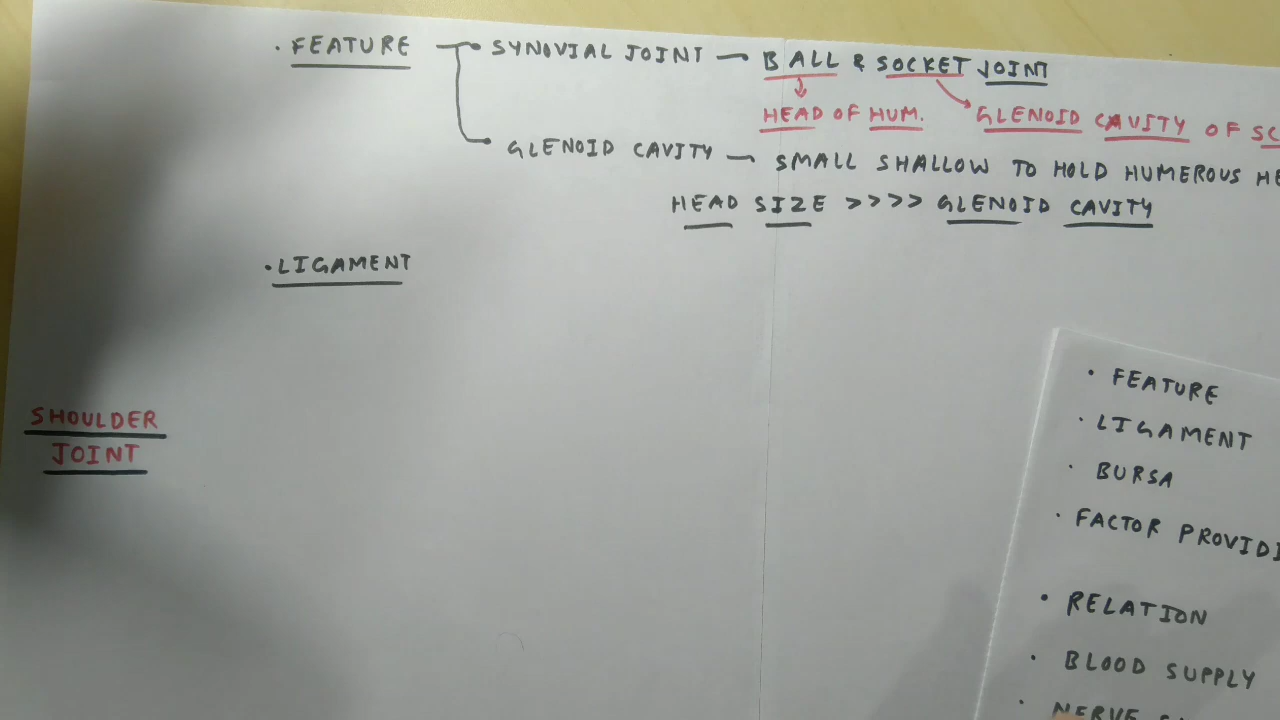 . FEATURE SYNOVIAL JOINT — BALL & SOCKET JOINT
HEAD OF HUM. GLENOID CAVITY OF
GLENOID CAVITY — SMALL SHALLOW TO HOLD HUMEROUS
HEAD SIZE >>>> GLENOID CAVITY
. LIGAMENT
SHOULDER
JOINT
• FEATURE
• LIGAMENT
• BURSA
• FACTOR
• RELATION
• BLOOD SUPPLY
• NERVE